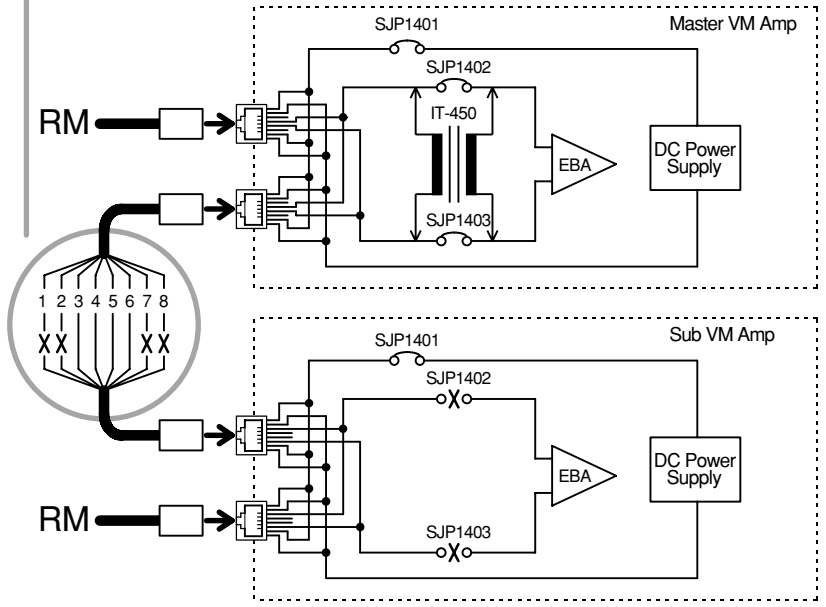 Master VM Amp
SJP1401
SJP1402
RM
IT-450
EBA
DC Power
Supply
SJP1403
1 2 3 4 5 6 7 8
X X X X
Sub VM Amp
SJP1401
SJP1402
X
EBA
DC Power
Supply
RM
SJP1403
X